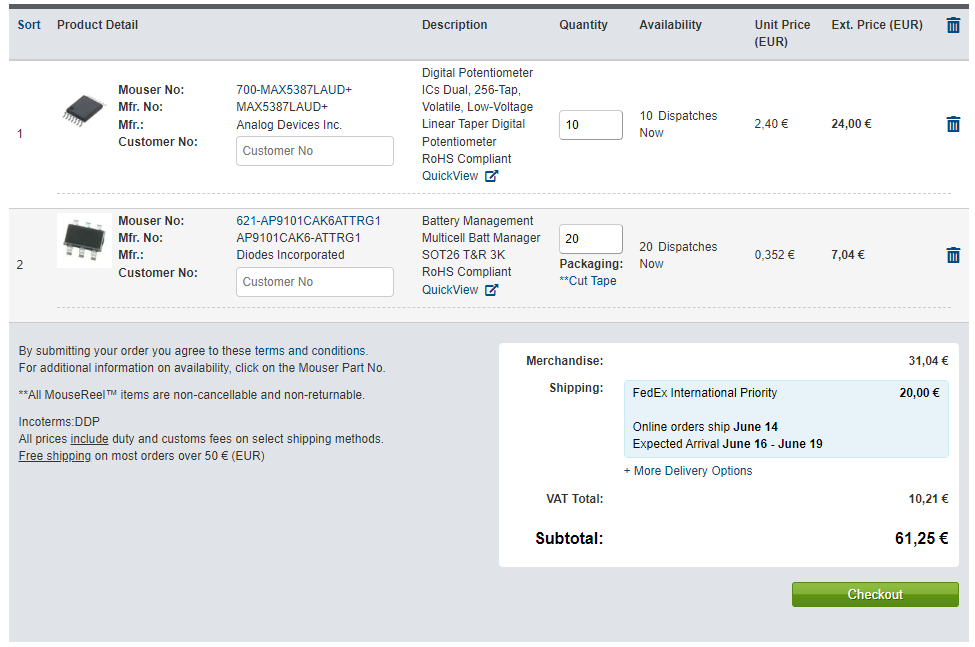 Sort Product Detail Description Quantity Availability Unit Price (EUR) Ext. Price (EUR)
1
Mouser No: 700-MAX5387LAUD+
Mfr. No: MAX5387LAUD+
Mfr.: Analog Devices Inc.
Customer No: Customer No
Digital Potentiometer
ICs Dual, 256-Tap,
Volatile, Low-Voltage
Linear Taper Digital
Potentiometer
RoHS Compliant
QuickView
10
10 Dispatches
Now
2,40 €
24,00 €
2
Mouser No: 621-AP9101CAK6ATTRG1
Mfr. No: AP9101CAK6-ATTRG1
Mfr.: Diodes Incorporated
Customer No: Customer No
Battery Management
Multicell Batt Manager
SOT26 T&R 3K
RoHS Compliant
QuickView
20
Packaging:
**Cut Tape
20 Dispatches
Now
0,352 €
7,04 €
By submitting your order you agree to these terms and conditions.
For additional information on availability, click on the Mouser Part No.
**All MouseReel™ items are non-cancellable and non-returnable.
Incoterms:DDP
All prices include duty and customs fees on select shipping methods.
Free shipping on most orders over 50 € (EUR)
Merchandise: 31,04 €
Shipping: FedEx International Priority 20,00 €
Online orders ship June 14
Expected Arrival June 16 - June 19
+ More Delivery Options
VAT Total: 10,21 €
Subtotal: 61,25 €
Checkout